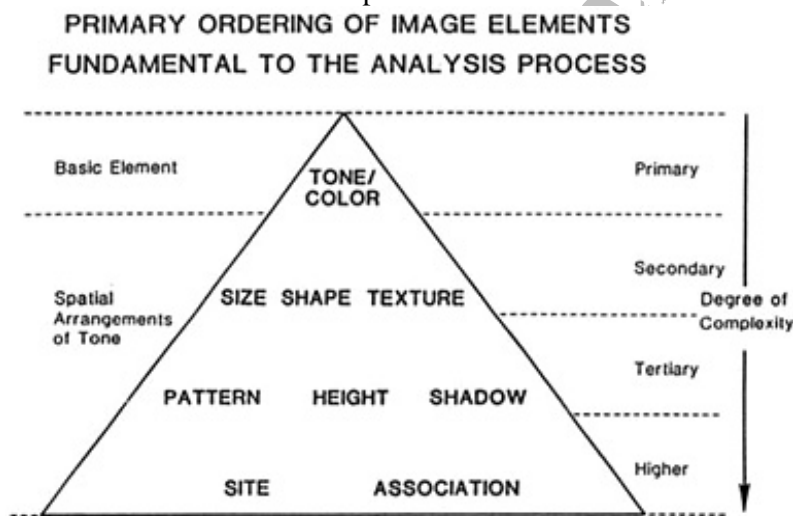 PRIMARY ORDERING OF IMAGE ELEMENTS
FUNDAMENTAL TO THE ANALYSIS PROCESS
Basic Element
TONE/
COLOR
Primary
Spatial
Arrangements
of Tone
SIZE SHAPE TEXTURE
Secondary
Degree of
Complexity
PATTERN HEIGHT SHADOW
Tertiary
SITE ASSOCIATION
Higher